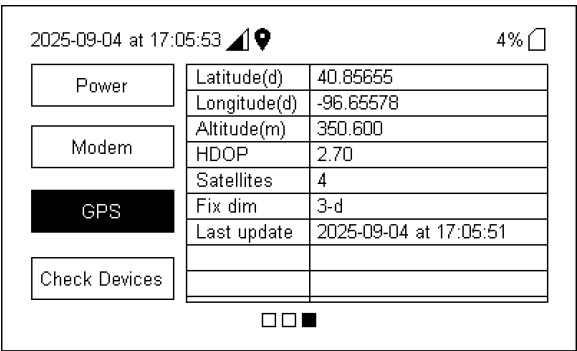 2025-09-04 at 17:05:53 4%
Power
Modem
GPS
Check Devices
Latitude(d) 40.85655
Longitude(d) -96.65578
Altitude(m) 350.600
HDOP 2.70
Satellites 4
Fix dim 3-d
Last update 2025-09-04 at 17:05:51